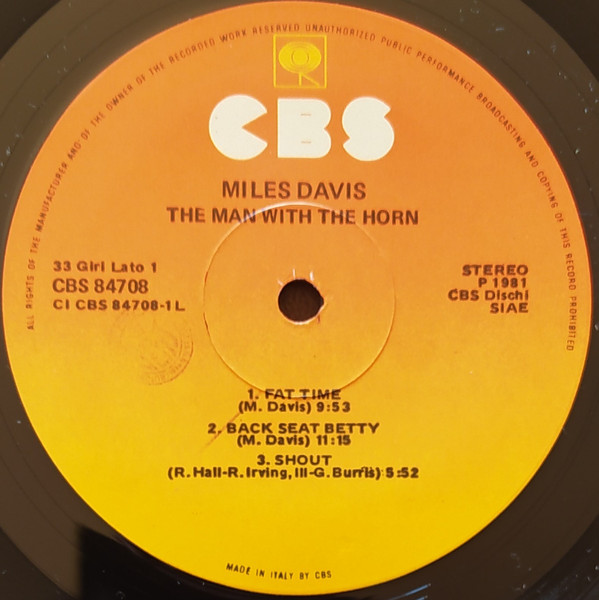 ALL RIGHTS OF THE MANUFACTURER AND OF THE OWNER OF THE RECORDED WORK RESERVED UNAUTHORIZED PUBLIC PERFORMANCE BROADCASTING AND COPYING OF THIS RECORD PROHIBITED
CBS
MILES DAVIS
THE MAN WITH THE HORN
33 Giri Lato 1
CBS 84708
CI CBS 84708-1L
STEREO
P 1981
CBS Dischi
SIAE
1. FAT TIME
(M. Davis) 9:53
2. BACK SEAT BETTY
(M. Davis) 11:15
3. SHOUT
(R. Hall-R. Irving, III-G. Burris) 5:52
MADE IN ITALY BY CBS